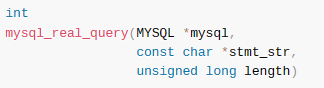 int
mysql_real_query(MYSQL *mysql,
                 const char *stmt_str,
                 unsigned long length)